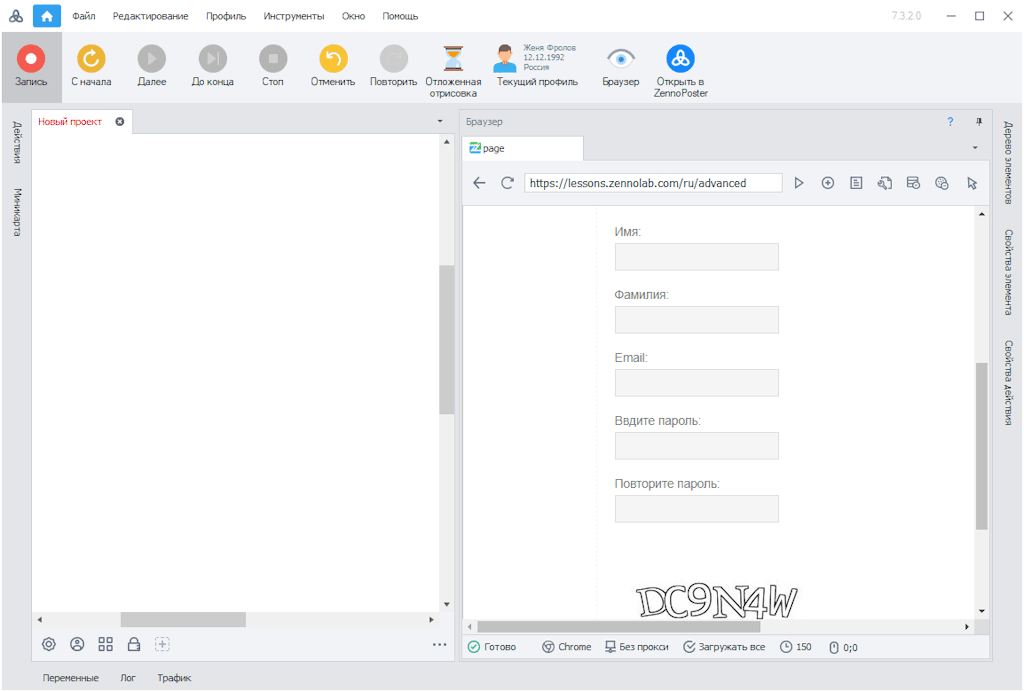 Файл Редактирование Профиль Инструменты Окно Помощь 7.3.2.0
Запись С начала Далее До конца Стоп Отменить Повторить Отложенная отрисовка
Женя Фролов
12.12.1992
Россия
Текущий профиль Браузер Открыть в ZennoPoster
Действия
Миникарта
Новый проект
Браузер
?
page
https://lessons.zennolab.com/ru/advanced
Имя:
Фамилия:
Email:
Ввдите пароль:
Повторите пароль:
DC9N4W
Готово Chrome Без прокси Загружать все 150 0;0
Дерево элементов
Свойства элемента
Свойства действия
Переменные Лог Трафик